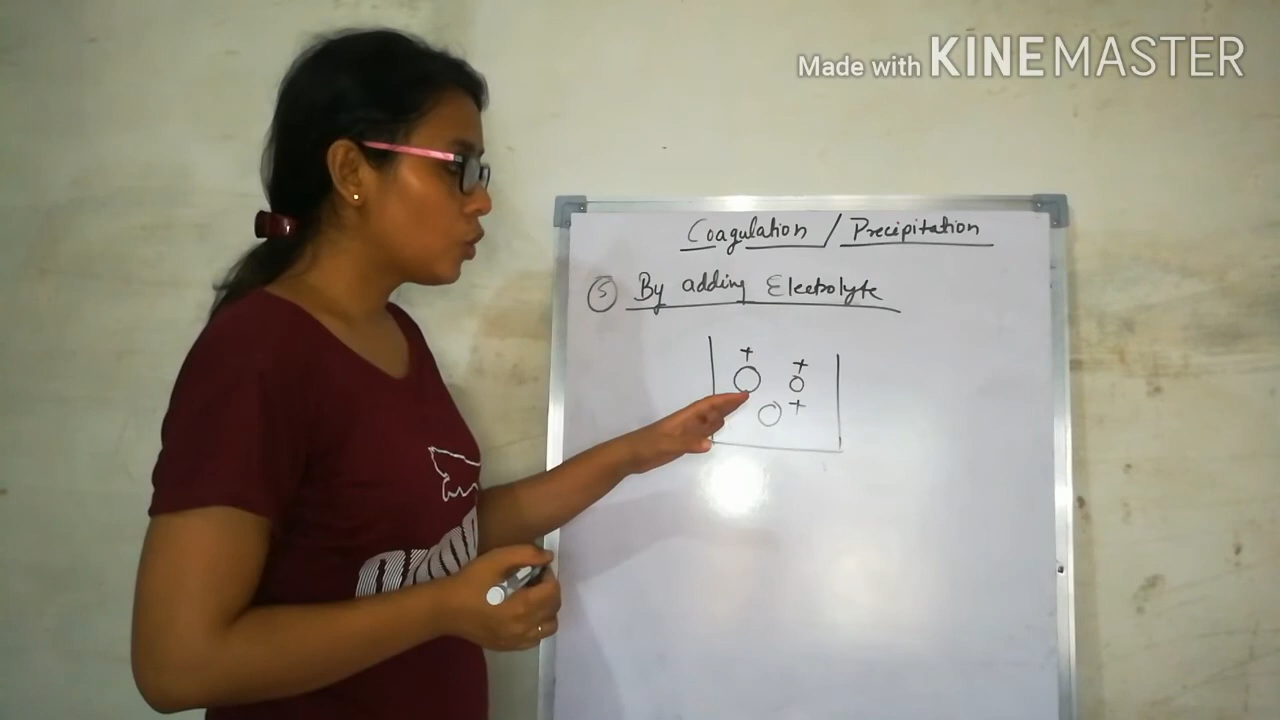 Made with KINEMASTER
Coagulation / Precipitation
5 By adding Electrolyte
+
+
+